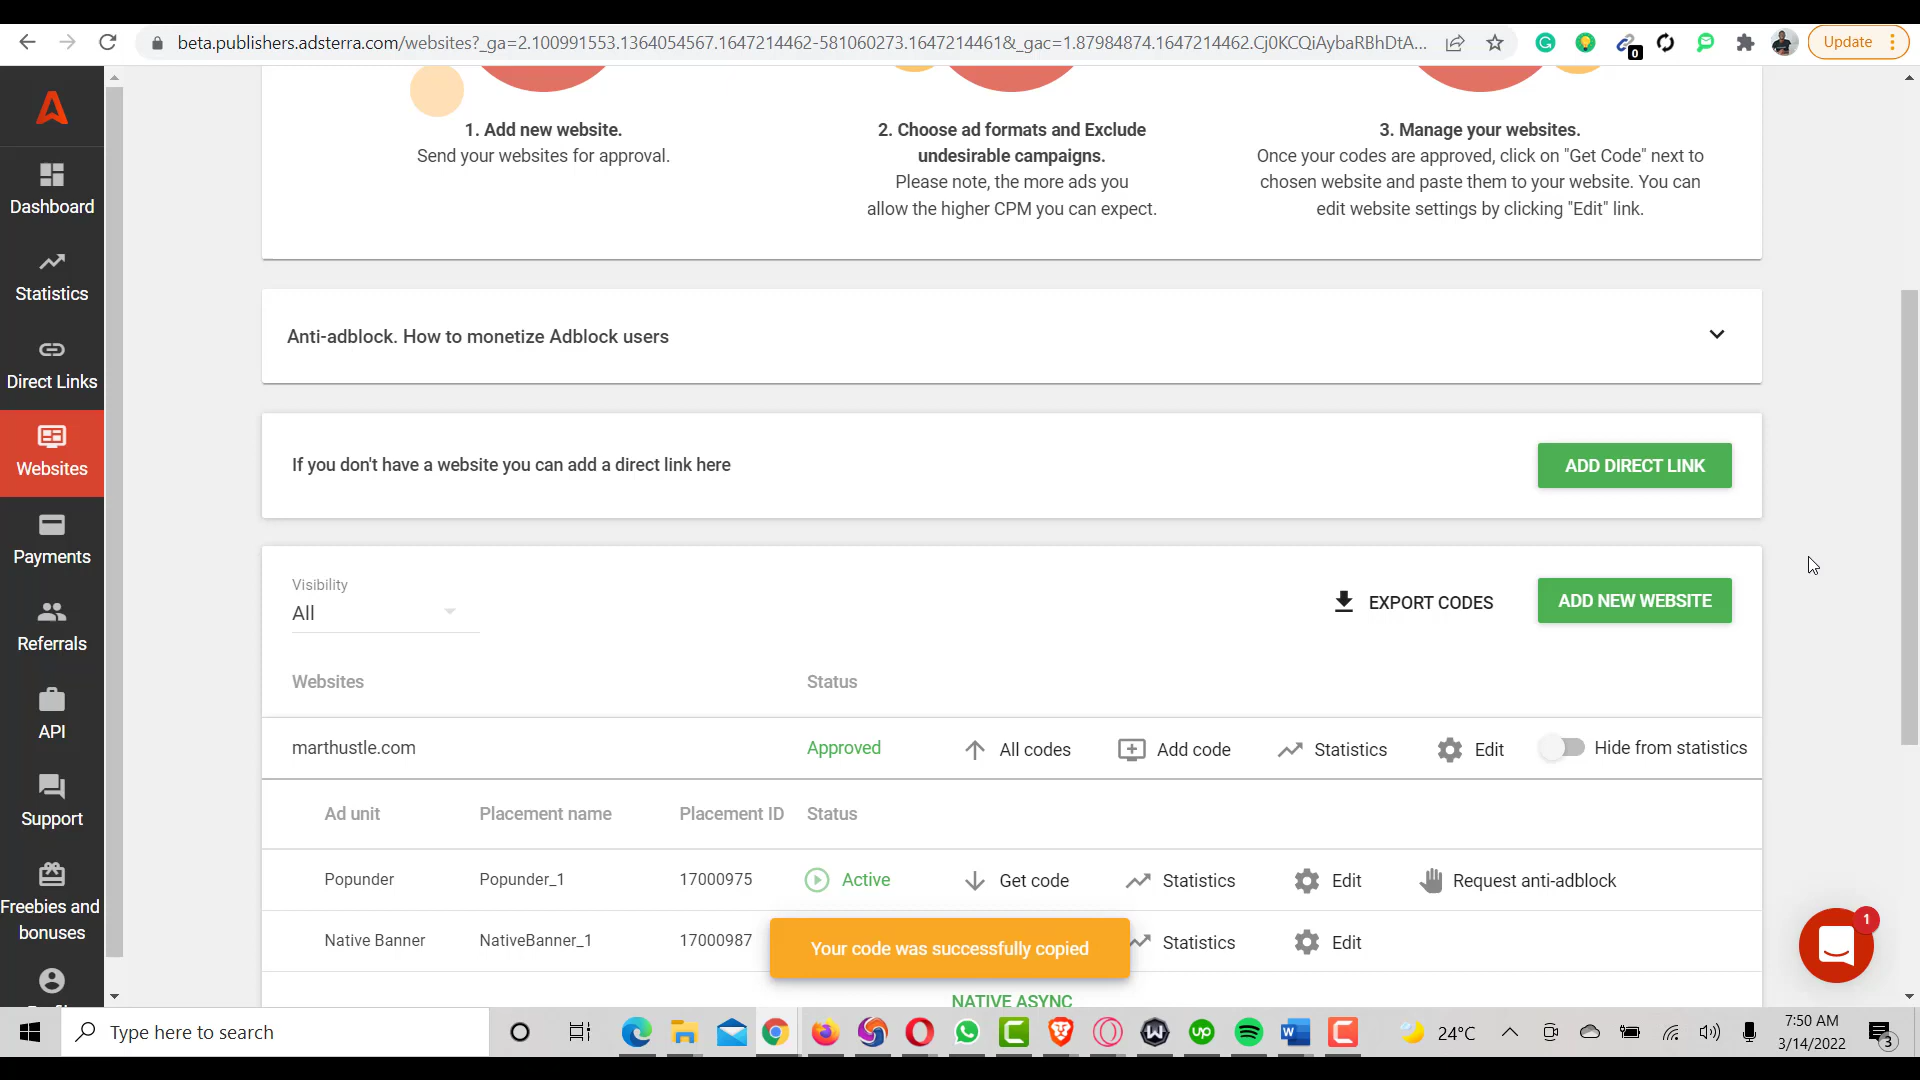 beta.publishers.adsterra.com/websites?_ga=2.100991553.1364054567.1647214462-581060273.1647214461&_gac=1.87984874.1647214462.Cj0KCQiAybaRBhDtA...
0
Update
Dashboard
Statistics
Direct Links
Websites
Payments
Referrals
API
Support
Freebies and
bonuses
1. Add new website.
Send your websites for approval.
2. Choose ad formats and Exclude
undesirable campaigns.
Please note, the more ads you
allow the higher CPM you can expect.
3. Manage your websites.
Once your codes are approved, click on "Get Code" next to
chosen website and paste them to your website. You can
edit website settings by clicking "Edit" link.
Anti-adblock. How to monetize Adblock users
If you don't have a website you can add a direct link here
ADD DIRECT LINK
Visibility
All
EXPORT CODES
ADD NEW WEBSITE
Websites Status
marthustle.com Approved All codes Add code Statistics Edit Hide from statistics
Ad unit Placement name Placement ID Status
Popunder Popunder_1 17000975 Active Get code Statistics Edit Request anti-adblock
Native Banner NativeBanner_1 17000987 Statistics Edit
Your code was successfully copied
NATIVE ASYNC
1
Type here to search
24°C
7:50 AM
3/14/2022
3